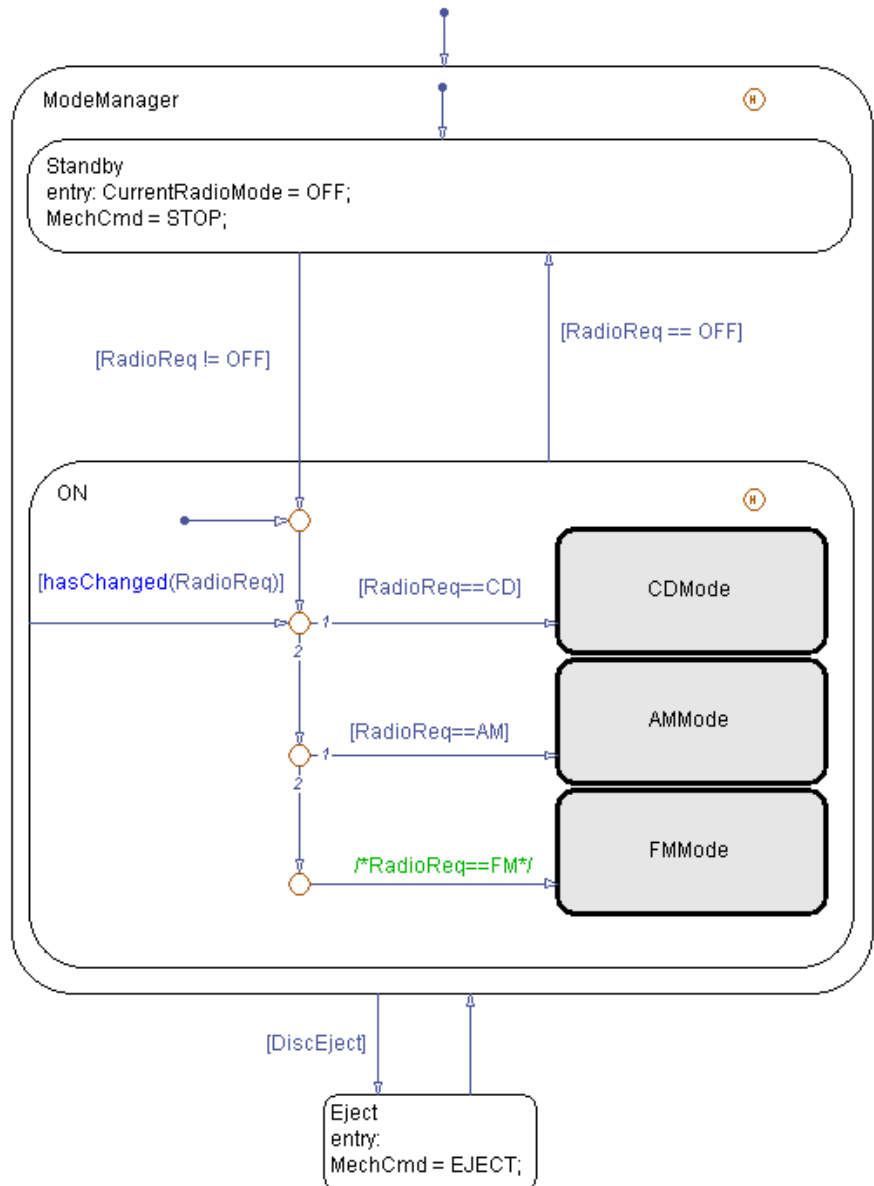 ModeManager
H
Standby
entry: CurrentRadioMode = OFF;
MechCmd = STOP;
[RadioReq != OFF]
[RadioReq == OFF]
ON
H
[hasChanged(RadioReq)]
[RadioReq==CD]
CDMode
1
2
[RadioReq==AM]
AMMode
1
2
/*RadioReq==FM*/
FMMode
[DiscEject]
Eject
entry:
MechCmd = EJECT;